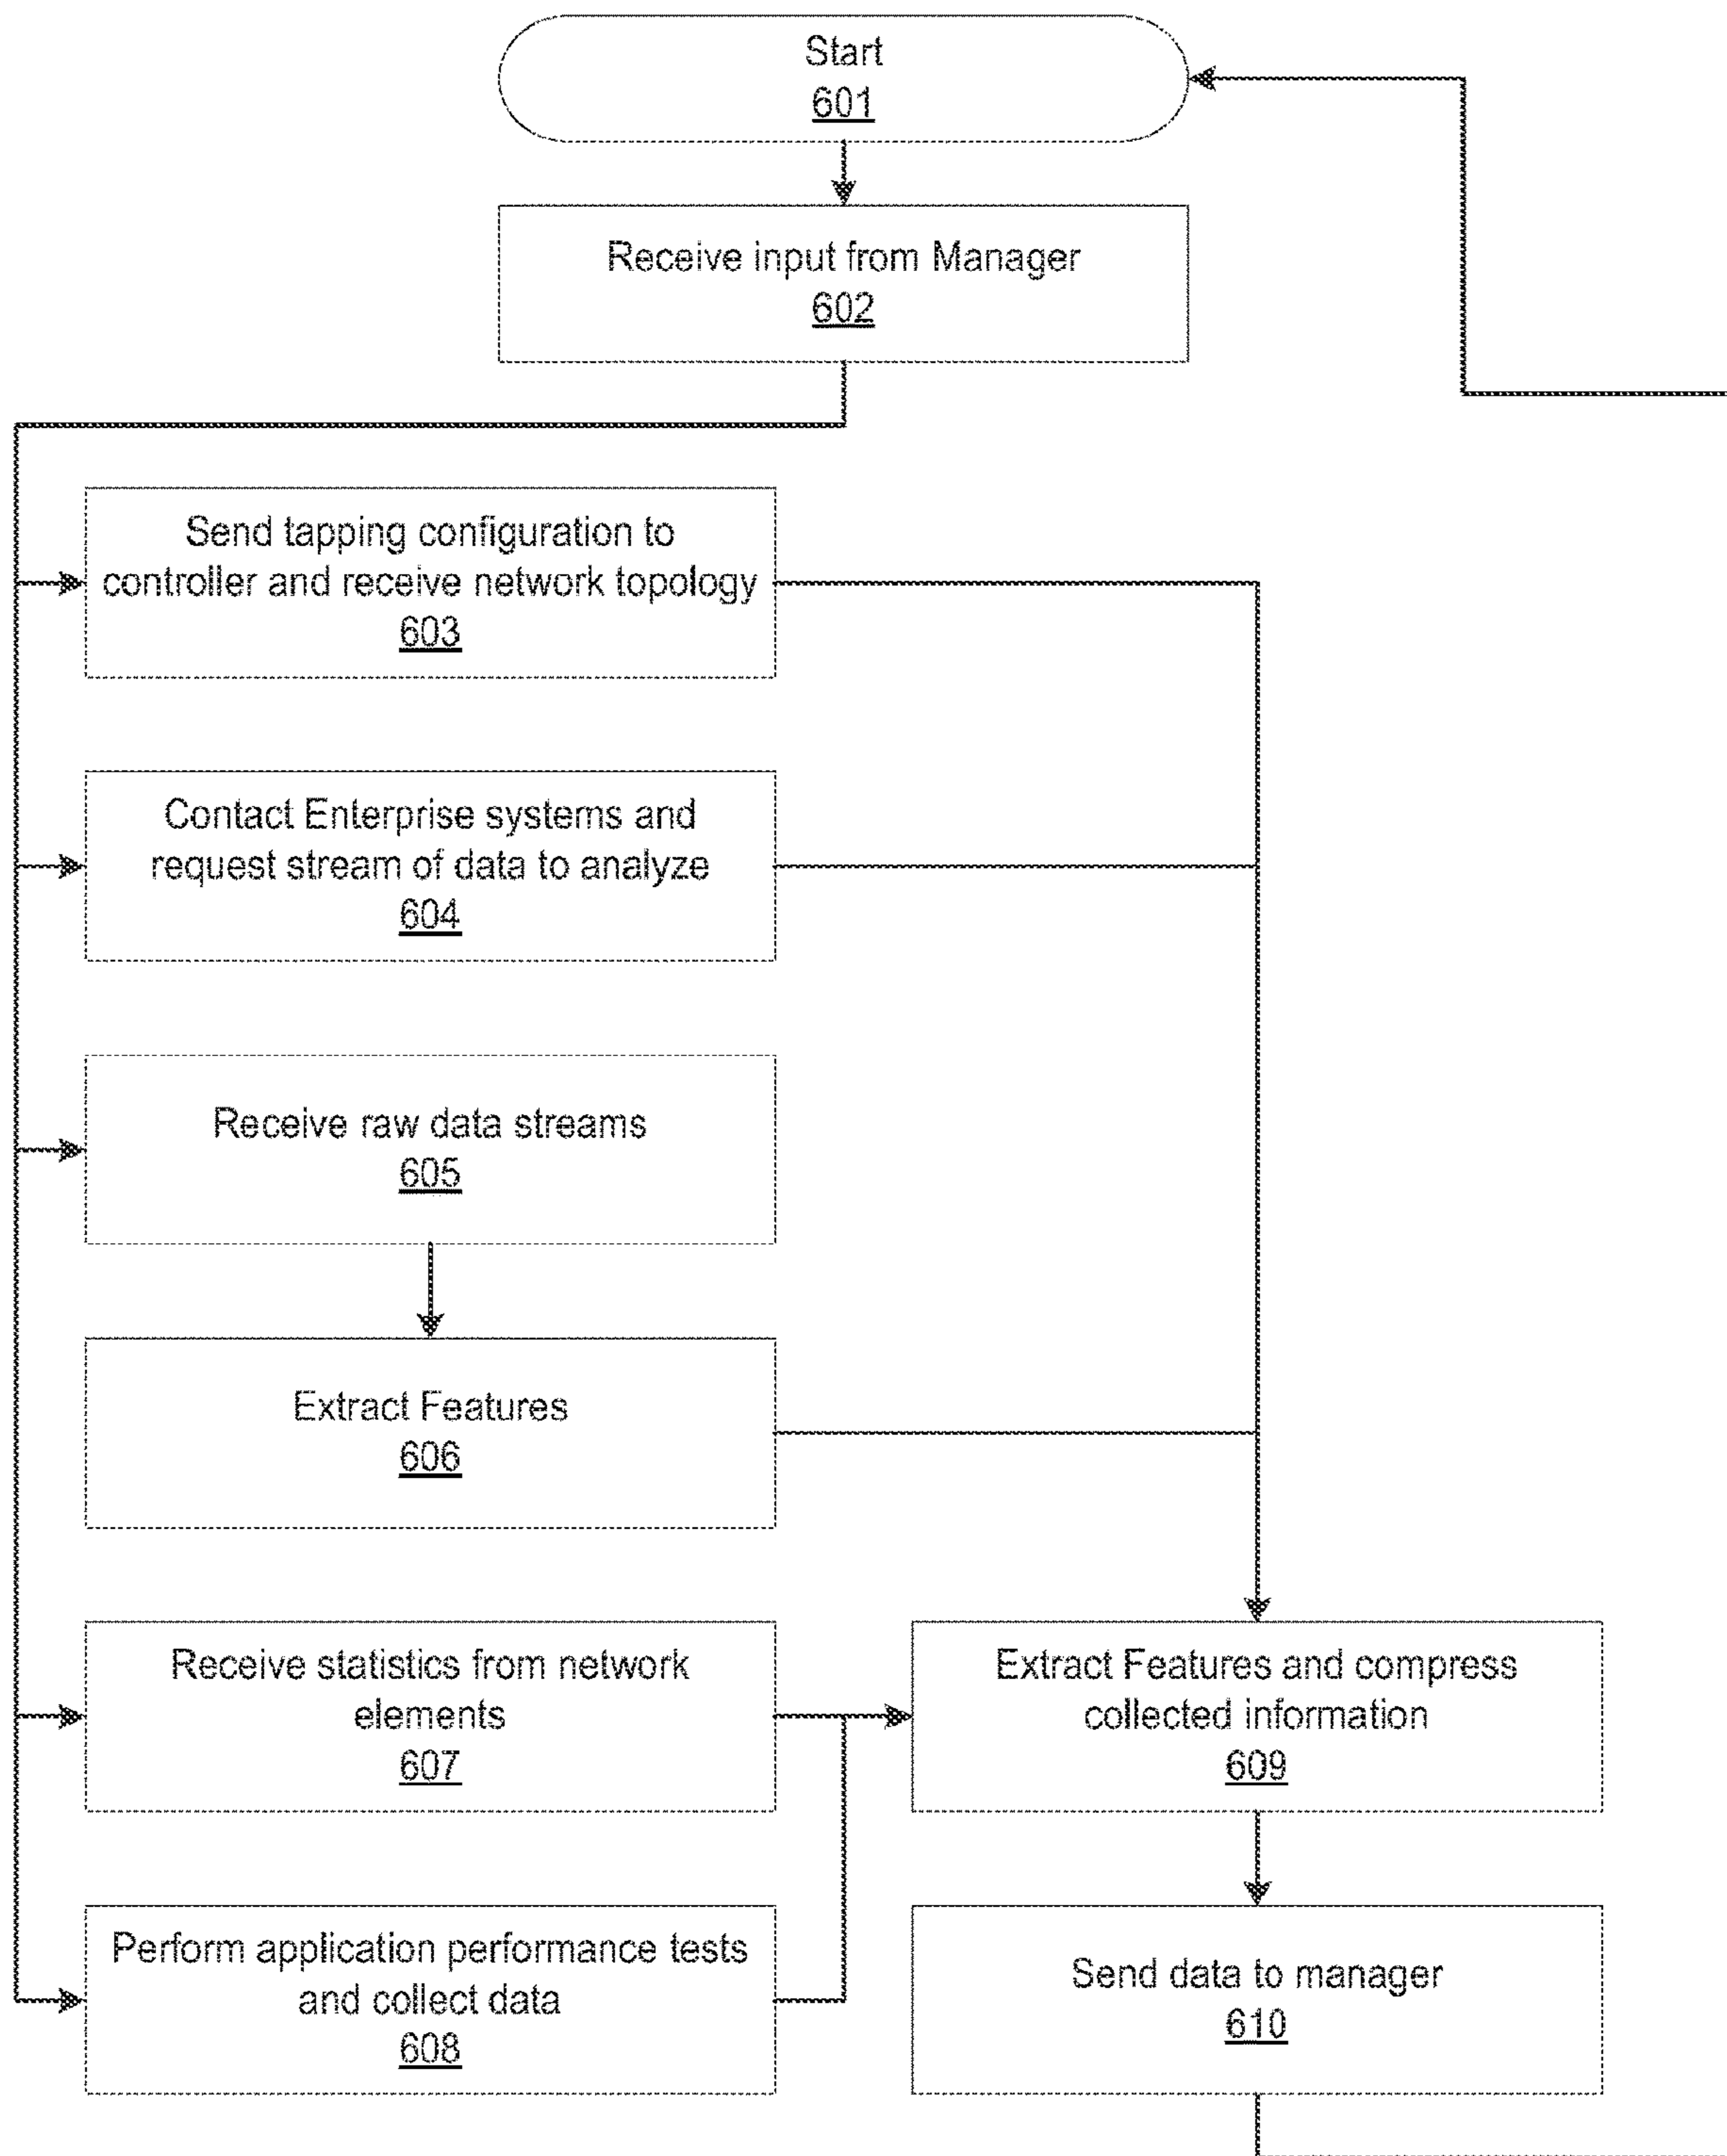 Start
601
Receive input from Manager
602
Send tapping configuration to
controller and receive network topology
603
Contact Enterprise systems and
request stream of data to analyze
604
Receive raw data streams
605
Extract Features
606
Receive statistics from network
elements
607
Extract Features and compress
collected information
609
Perform application performance tests
and collect data
608
Send data to manager
610